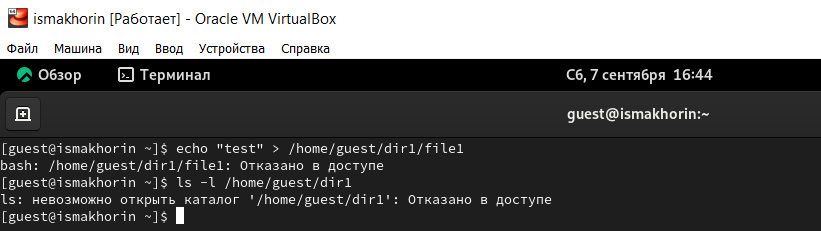 ismakhorin [Работает] - Oracle VM VirtualBox
Файл Машина Вид Ввод Устройства Справка
Обзор Терминал Сб, 7 сентября 16:44
guest@ismakhorin:~
[guest@ismakhorin ~]$ echo "test" > /home/guest/dir1/file1
bash: /home/guest/dir1/file1: Отказано в доступе
[guest@ismakhorin ~]$ ls -l /home/guest/dir1
ls: невозможно открыть каталог '/home/guest/dir1': Отказано в доступе
[guest@ismakhorin ~]$